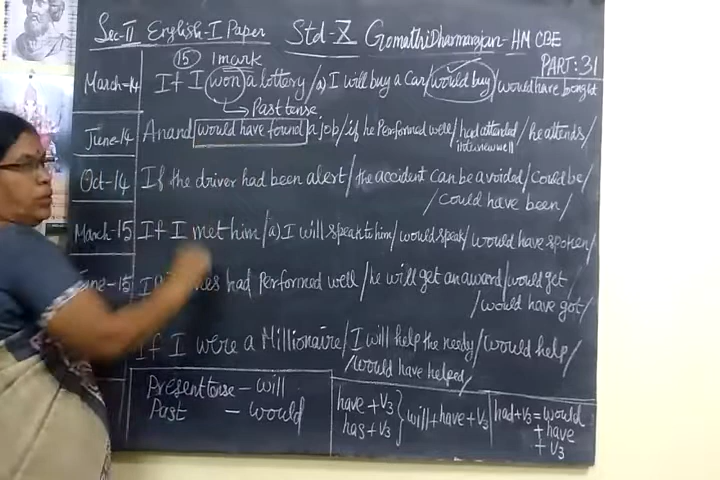 Sec-II English-I Paper Std-X GomathiDharmarajan-HM CBE
15 1mark PART:31
March-14 If I won a lottery/a) I will buy a Car/would buy/would have bought
→ Past tense
June-14 Anand would have found a job/if he Performed were/had attended/he attends/
interview well
Oct-14 If the driver had been alert/the accident can be avoided/could be/
/could have been/
March-15 If I met him/a) I will speak to him/would speak/would have spoken/
-15 had Performed well/he will get an award/would get
/would have got/
If I were a Millionaire/I will help the needy/would help/
/would have helped/
Present tense - will
Past - would
have + V3
has + V3
} will + have + V3
had + V3 = would
+ have
+ V3